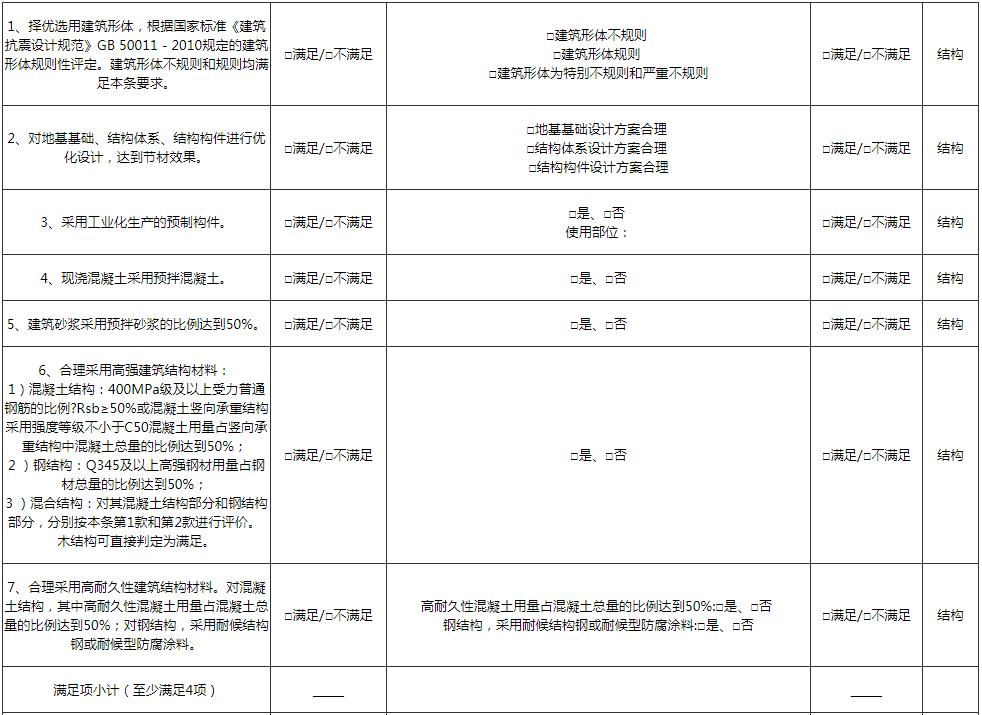 1、择优选用建筑形体，根据国家标准《建筑
抗震设计规范》GB 50011－2010规定的建筑
形体规则性评定。建筑形体不规则和规则均满
足本条要求。
□满足/□不满足
□建筑形体不规则
□建筑形体规则
□建筑形体为特别不规则和严重不规则
□满足/□不满足
结构
2、对地基基础、结构体系、结构构件进行优
化设计，达到节材效果。
□满足/□不满足
□地基基础设计方案合理
□结构体系设计方案合理
□结构构件设计方案合理
□满足/□不满足
结构
3、采用工业化生产的预制构件。
□满足/□不满足
□是、□否
使用部位：
□满足/□不满足
结构
4、现浇混凝土采用预拌混凝土。
□满足/□不满足
□是、□否
□满足/□不满足
结构
5、建筑砂浆采用预拌砂浆的比例达到50%。
□满足/□不满足
□是、□否
□满足/□不满足
结构
6、合理采用高强建筑结构材料：
1）混凝土结构：400MPa级及以上受力普通
钢筋的比例?Rsb≥50%或混凝土竖向承重结构
采用强度等级不小于C50混凝土用量占竖向承
重结构中混凝土总量的比例达到50%；
2 ）钢结构：Q345及以上高强钢材用量占钢
材总量的比例达到50%；
3 ）混合结构：对其混凝土结构部分和钢结构
部分，分别按本条第1款和第2款进行评价。
木结构可直接判定为满足。
□满足/□不满足
□是、□否
□满足/□不满足
结构
7、合理采用高耐久性建筑结构材料。对混凝
土结构，其中高耐久性混凝土用量占混凝土总
量的比例达到50%；对钢结构，采用耐候结构
钢或耐候型防腐涂料。
□满足/□不满足
高耐久性混凝土用量占混凝土总量的比例达到50%:□是、□否
钢结构，采用耐候结构钢或耐候型防腐涂料:□是、□否
□满足/□不满足
结构
满足项小计（至少满足4项）
____
____